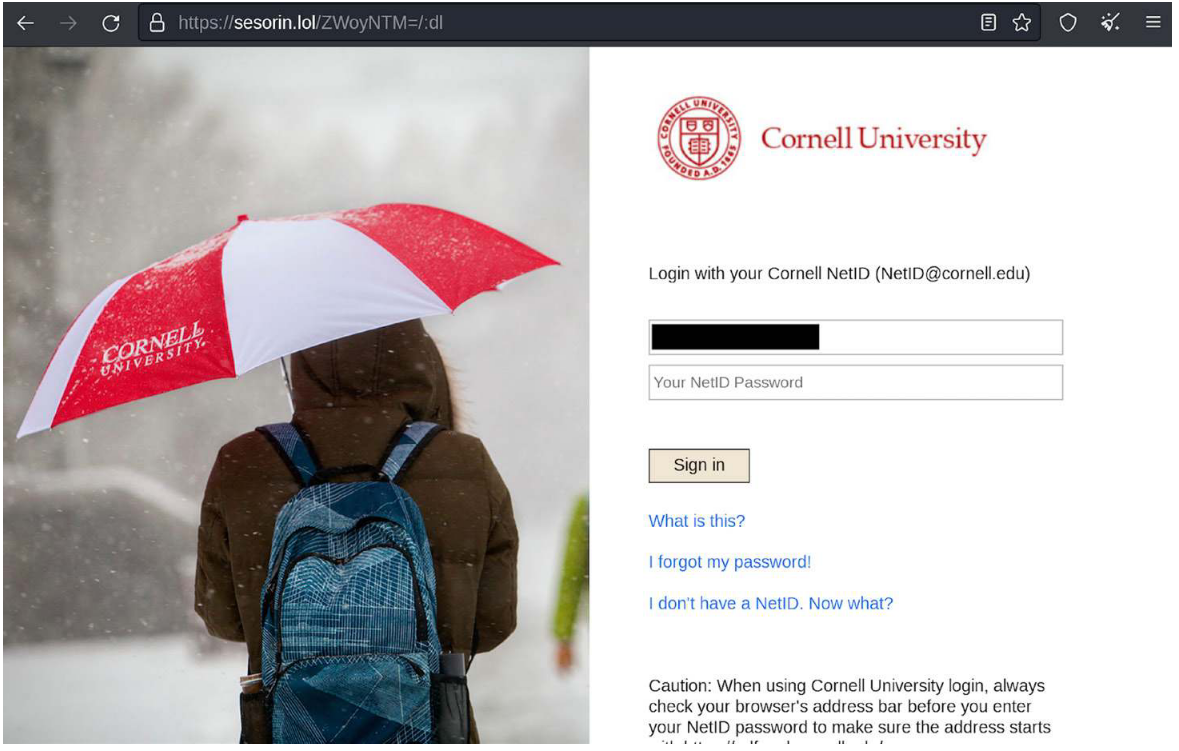 https://sesorin.lol/ZWoyNTM=/:dl
CORNELL UNIVERSITY
FOUNDED A.D. 1865
Cornell University
CORNELL
UNIVERSITY
Login with your Cornell NetID (NetID@cornell.edu)
Your NetID Password
Sign in
What is this?
I forgot my password!
I don't have a NetID. Now what?
Caution: When using Cornell University login, always
check your browser's address bar before you enter
your NetID password to make sure the address starts